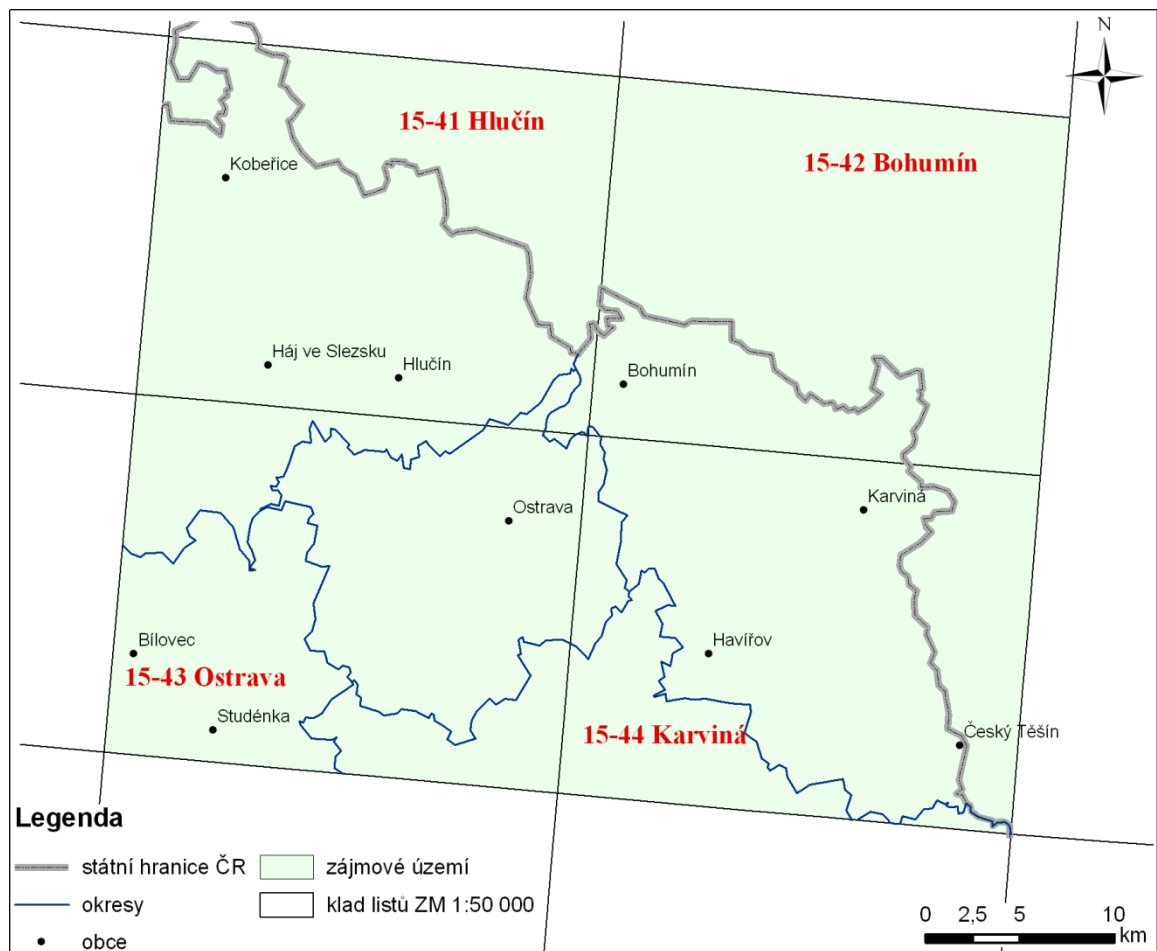 N
15-41 Hlučín
15-42 Bohumín
Kobeřice
Háj ve Slezsku
Hlučín
Bohumín
Ostrava
Karviná
Bílovec
15-43 Ostrava
Havířov
Studénka
15-44 Karviná
Český Těšín
Legenda
státní hranice ČR
zájmové území
okresy
klad listů ZM 1:50 000
obce
0 2,5 5 10
km